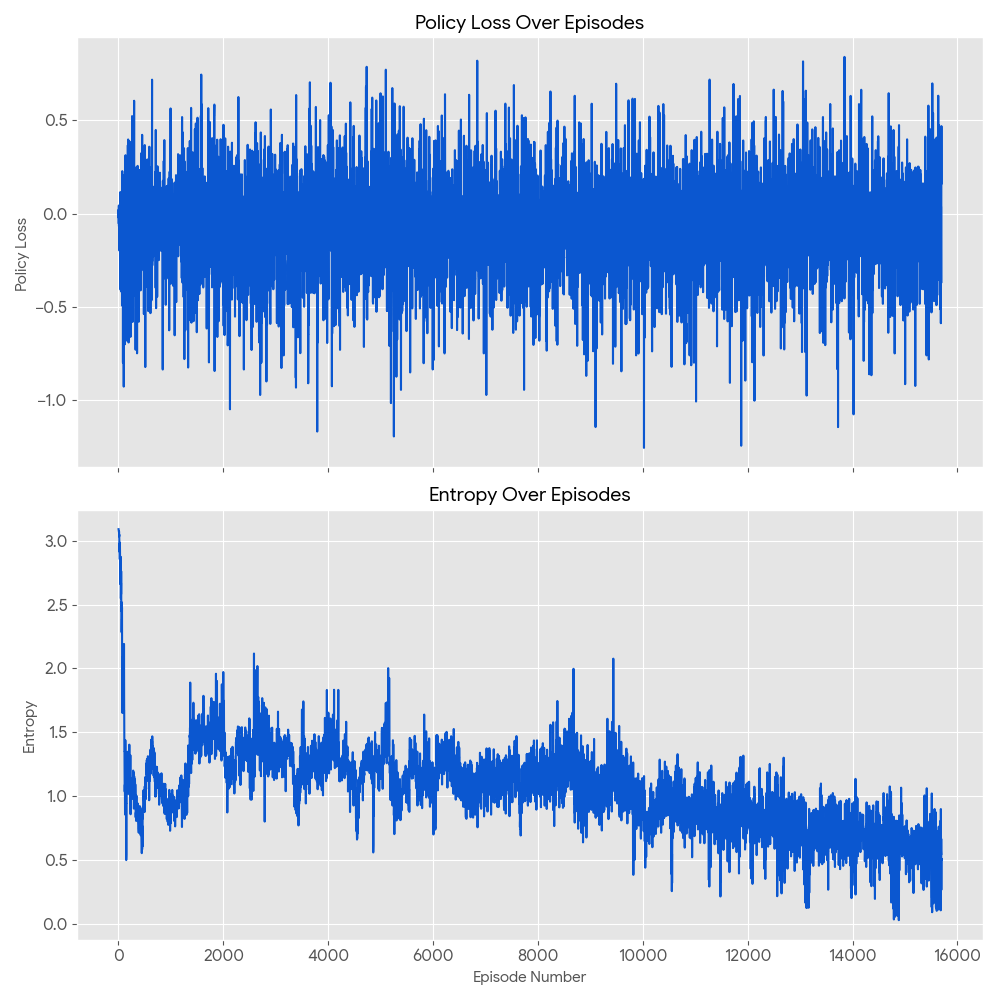 Policy Loss Over Episodes
0.5
0.0
−0.5
−1.0
Policy Loss
Entropy Over Episodes
3.0
2.5
2.0
1.5
1.0
0.5
0.0
Entropy
0 2000 4000 6000 8000 10000 12000 14000 16000
Episode Number